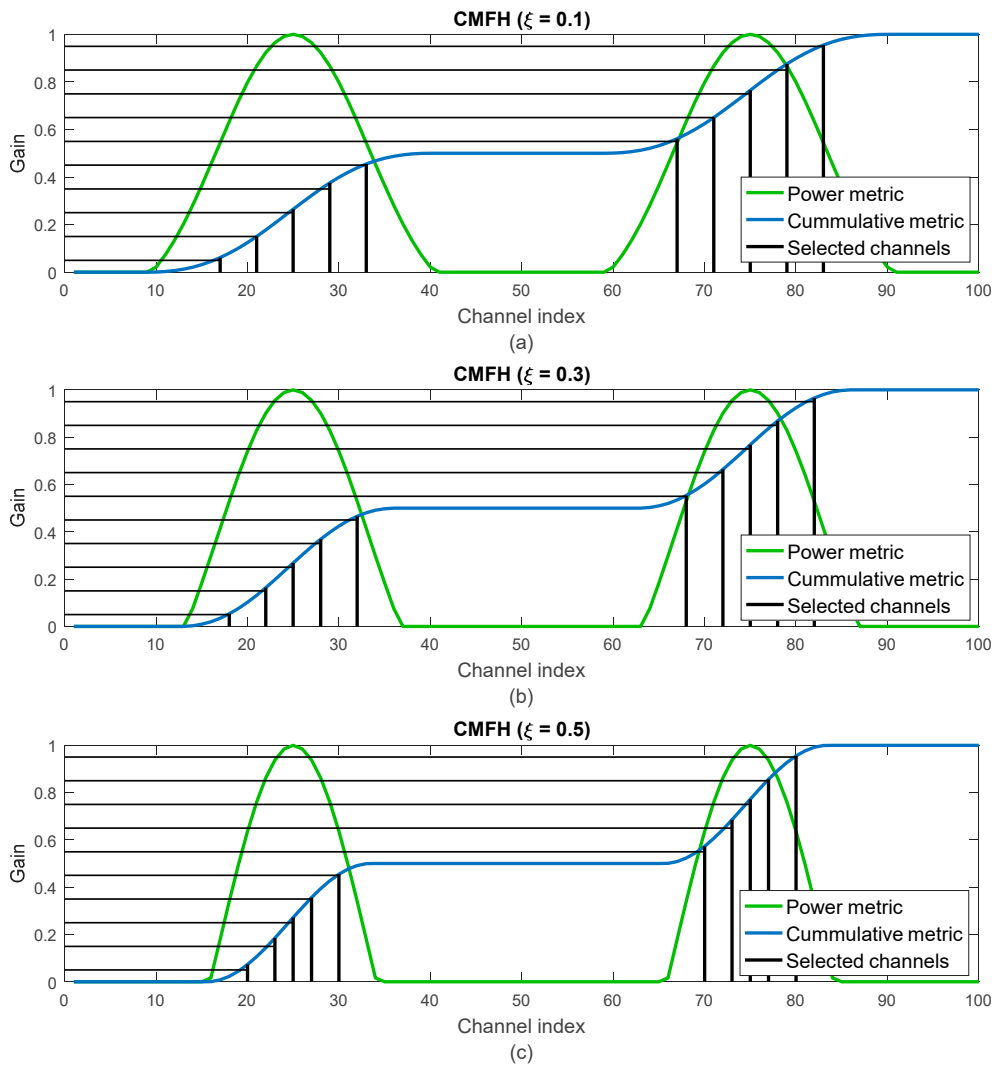 CMFH (ξ = 0.1)
1
0.8
0.6
0.4
0.2
0
Gain
0 10 20 30 40 50 60 70 80 90 100
Power metric
Cummulative metric
Selected channels
Channel index
(a)
CMFH (ξ = 0.3)
1
0.8
0.6
0.4
0.2
0
Gain
0 10 20 30 40 50 60 70 80 90 100
Power metric
Cummulative metric
Selected channels
Channel index
(b)
CMFH (ξ = 0.5)
1
0.8
0.6
0.4
0.2
0
Gain
0 10 20 30 40 50 60 70 80 90 100
Power metric
Cummulative metric
Selected channels
Channel index
(c)